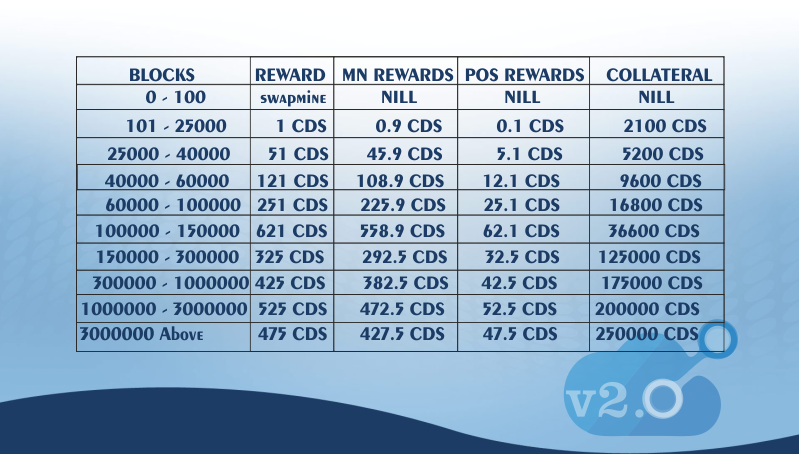 BLOCKS REWARD MN REWARDS POS REWARDS COLLATERAL
0 - 100 SWAPMINE NILL NILL NILL
101 - 25000 1 CDS 0.9 CDS 0.1 CDS 2100 CDS
25000 - 40000 51 CDS 45.9 CDS 5.1 CDS 5200 CDS
40000 - 60000 121 CDS 108.9 CDS 12.1 CDS 9600 CDS
60000 - 100000 251 CDS 225.9 CDS 25.1 CDS 16800 CDS
100000 - 150000 621 CDS 558.9 CDS 62.1 CDS 36600 CDS
150000 - 300000 325 CDS 292.5 CDS 32.5 CDS 125000 CDS
300000 - 1000000 425 CDS 382.5 CDS 42.5 CDS 175000 CDS
1000000 - 3000000 525 CDS 472.5 CDS 52.5 CDS 200000 CDS
3000000 Above 475 CDS 427.5 CDS 47.5 CDS 250000 CDS
v2.0